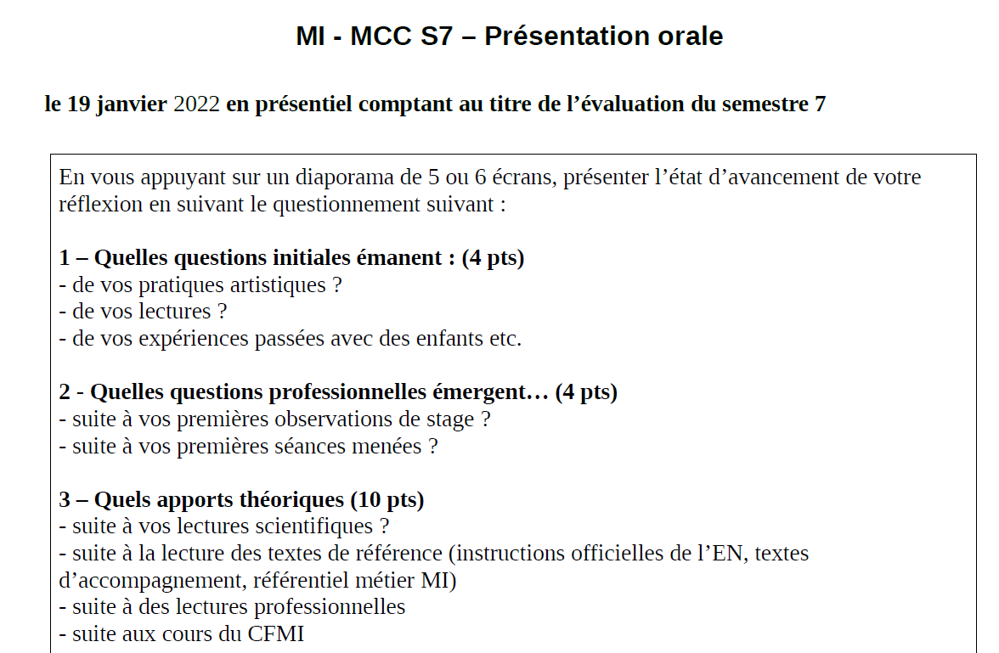 MI - MCC S7 – Présentation orale
le 19 janvier 2022 en présentiel comptant au titre de l’évaluation du semestre 7
En vous appuyant sur un diaporama de 5 ou 6 écrans, présenter l’état d’avancement de votre
réflexion en suivant le questionnement suivant :
1 – Quelles questions initiales émanent : (4 pts)
- de vos pratiques artistiques ?
- de vos lectures ?
- de vos expériences passées avec des enfants etc.
2 - Quelles questions professionnelles émergent… (4 pts)
- suite à vos premières observations de stage ?
- suite à vos premières séances menées ?
3 – Quels apports théoriques (10 pts)
- suite à vos lectures scientifiques ?
- suite à la lecture des textes de référence (instructions officielles de l’EN, textes
d’accompagnement, référentiel métier MI)
- suite à des lectures professionnelles
- suite aux cours du CFMI